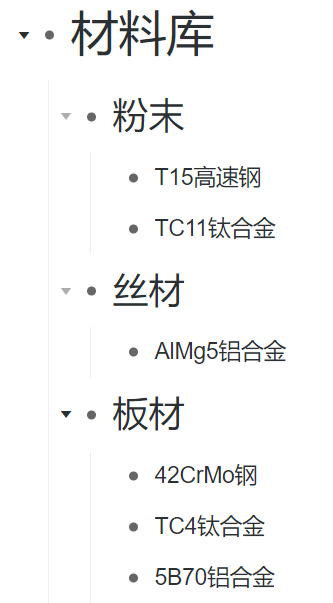 材料库
粉末
T15高速钢
TC11钛合金
丝材
AlMg5铝合金
板材
42CrMo钢
TC4钛合金
5B70铝合金